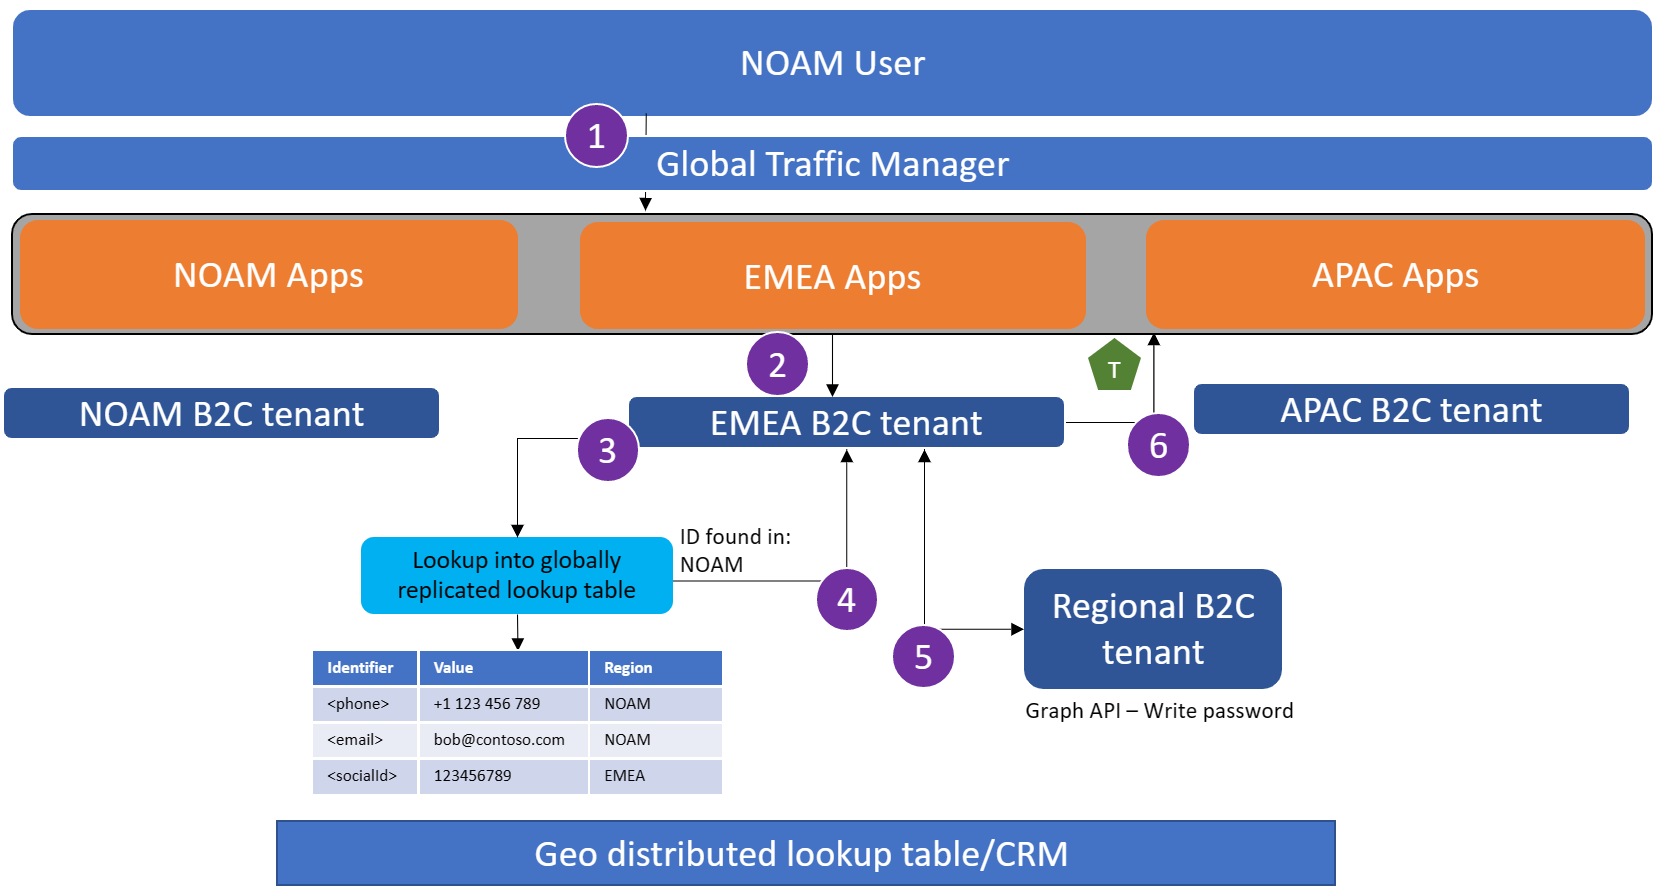 NOAM User
1
Global Traffic Manager
NOAM Apps
EMEA Apps
APAC Apps
2
T
NOAM B2C tenant
EMEA B2C tenant
APAC B2C tenant
3
6
ID found in:
NOAM
Lookup into globally
replicated lookup table
4
5
Regional B2C
tenant
Graph API – Write password
Identifier Value Region
<phone> +1 123 456 789 NOAM
<email> bob@contoso.com NOAM
<socialId> 123456789 EMEA
Geo distributed lookup table/CRM